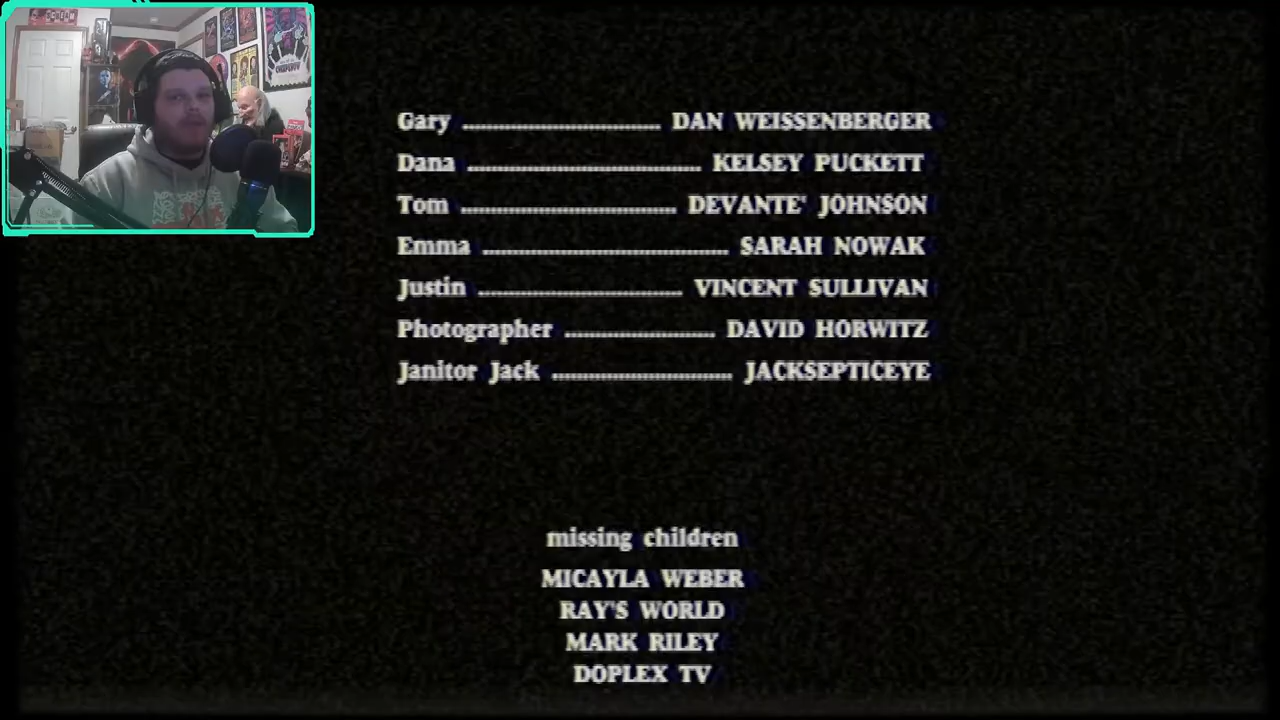 Gary ........................................ DAN WEISSENBERGER
Dana ............................................... KELSEY PUCKETT
Tom ............................................ DEVANTE' JOHNSON
Emma .................................................. SARAH NOWAK
Justin .......................................... VINCENT SULLIVAN
Photographer .............................. DAVID HORWITZ
Janitor Jack .................................... JACKSEPTICEYE
missing children
MICAYLA WEBER
RAY'S WORLD
MARK RILEY
DOPLEX TV